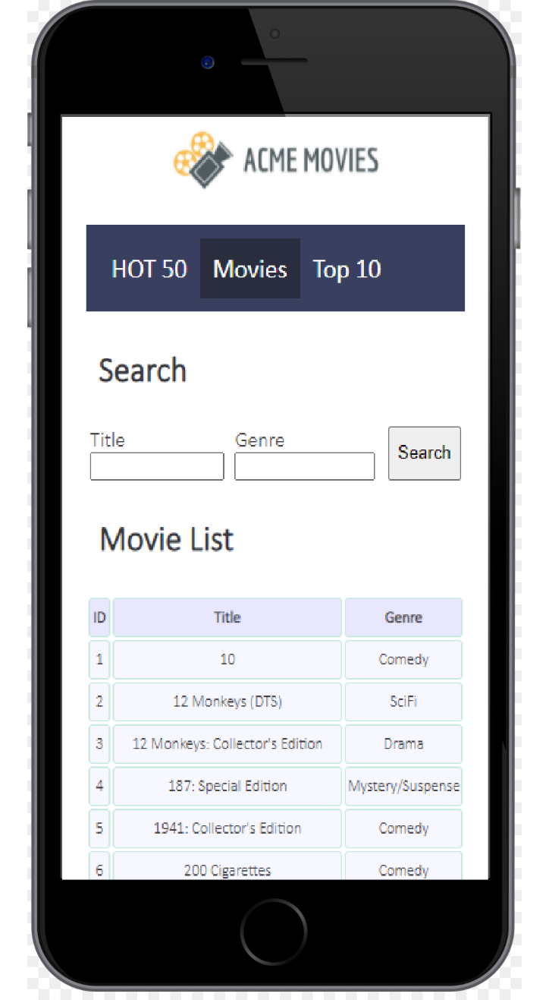 ACME MOVIES
HOT 50 Movies Top 10
Search
Title Genre
Search
Movie List
ID Title Genre
1 10 Comedy
2 12 Monkeys (DTS) SciFi
3 12 Monkeys: Collector's Edition Drama
4 187: Special Edition Mystery/Suspense
5 1941: Collector's Edition Comedy
6 200 Cigarettes Comedy